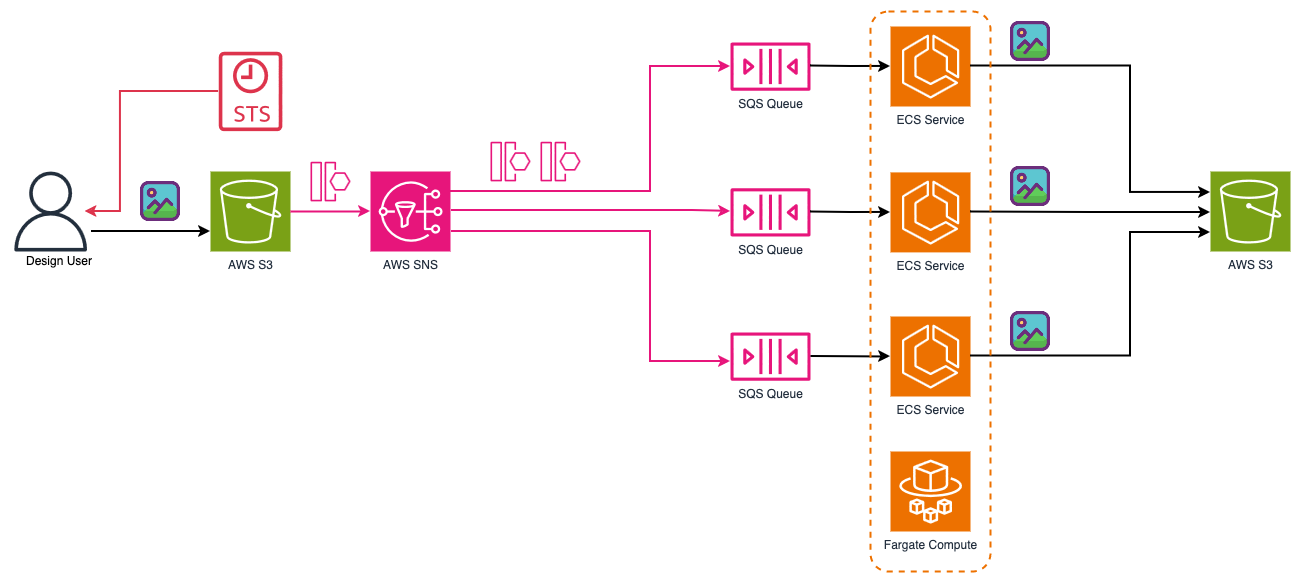 STS
SQS Queue
ECS Service
Design User
AWS S3
AWS SNS
SQS Queue
ECS Service
AWS S3
SQS Queue
ECS Service
Fargate Compute